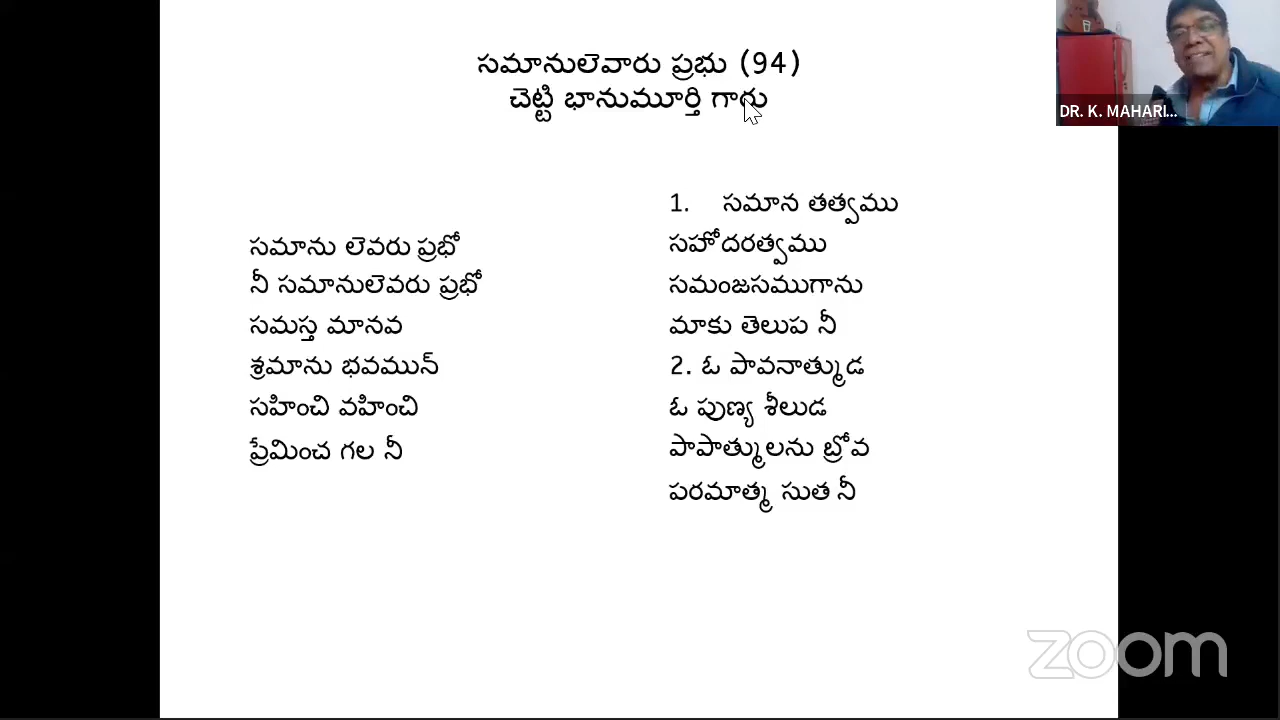 సమానులెవారు ప్రభు (94)
చెట్టి భానుమూర్తి గారు
DR. K. MAHARI...
సమాను లెవరు ప్రభో
నీ సమానులెవరు ప్రభో
సమస్త మానవ
శ్రమాను భవమున్
సహించి వహించి
ప్రేమించ గల నీ
1. సమాన తత్వము
సహోదరత్వము
సమంజసముగాను
మాకు తెలుప నీ
2. ఓ పావనాత్ముడ
ఓ పుణ్య శీలుడ
పాపాత్ములను బ్రోవ
పరమాత్మ సుత నీ
zoom